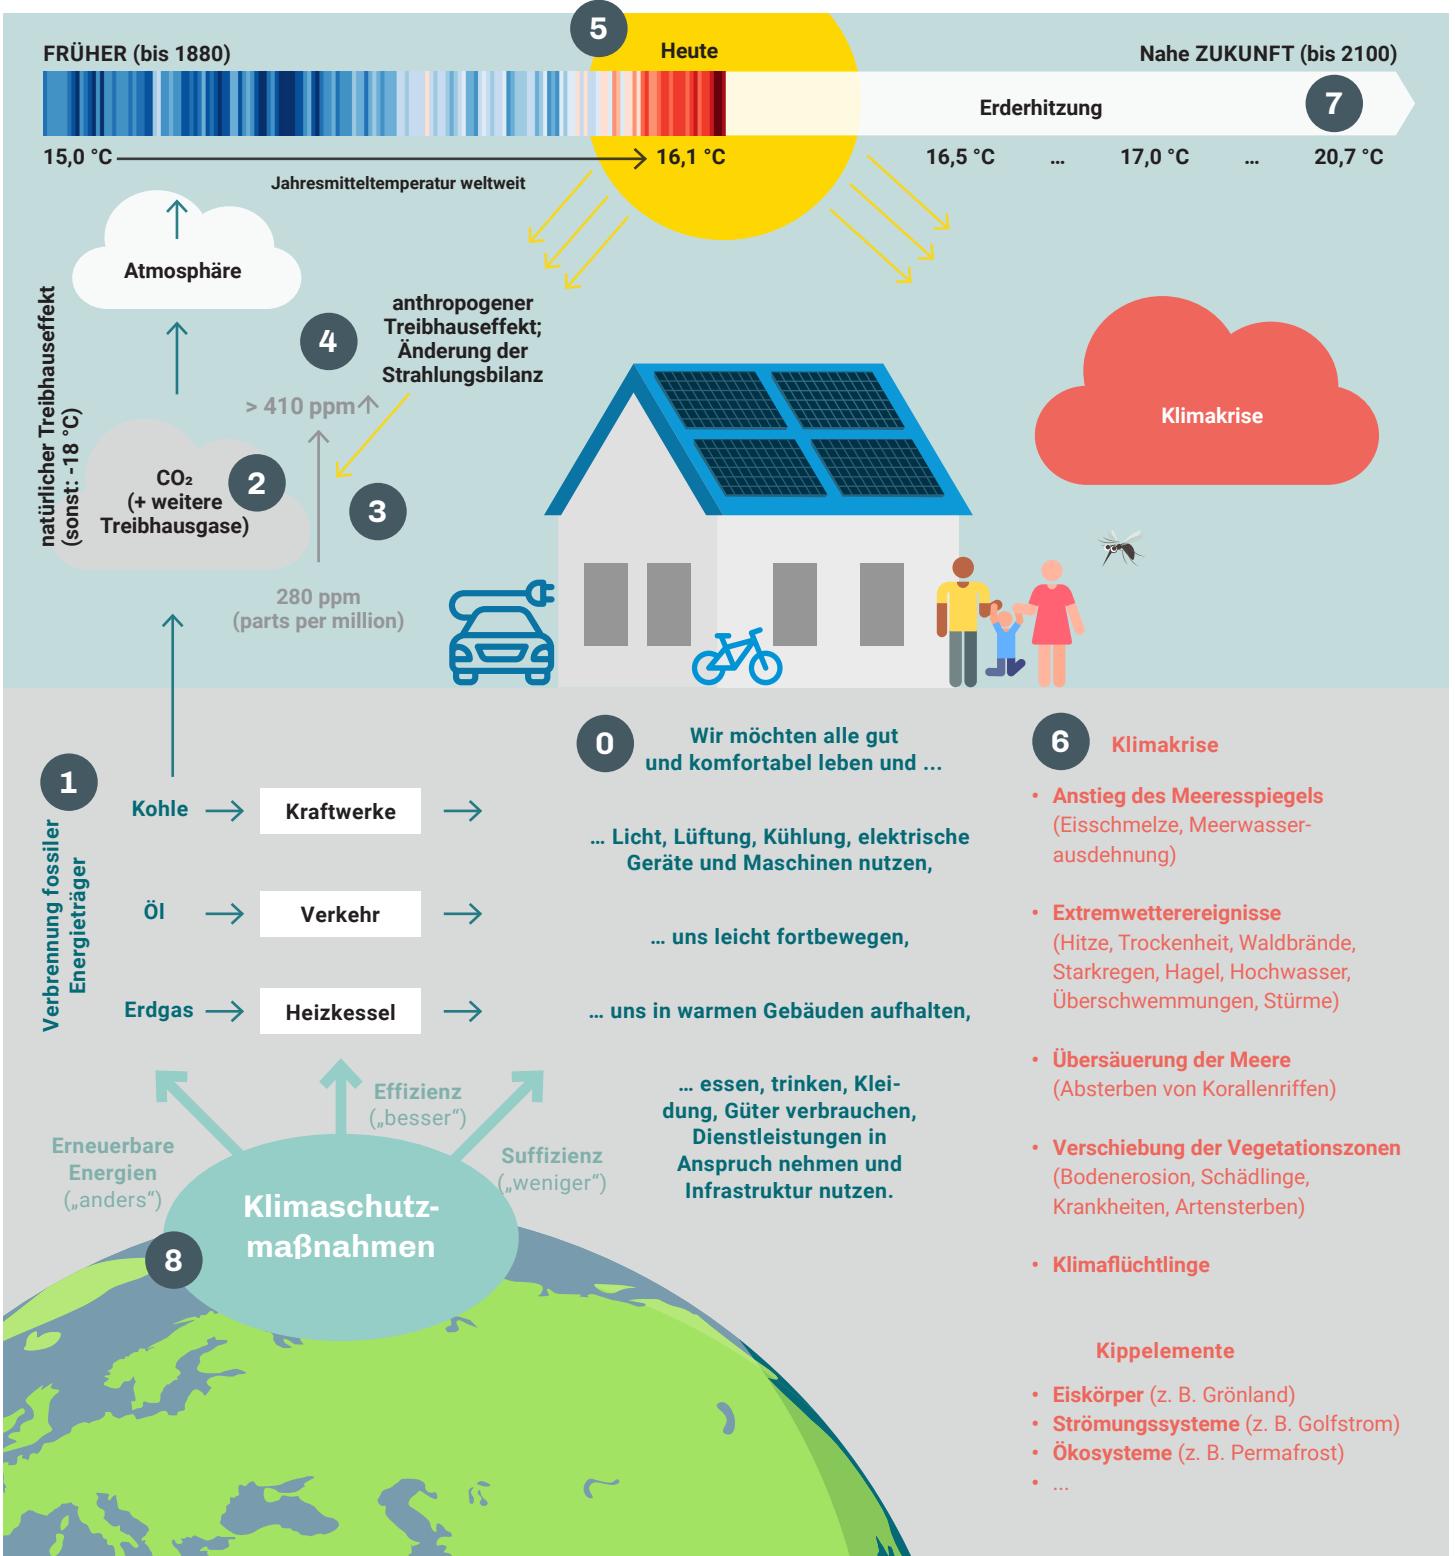 5
FRÜHER (bis 1880)
Heute
Nahe ZUKUNFT (bis 2100)
Erderhitzung
7
15,0 °C
16,1 °C
16,5 °C
...
17,0 °C
...
20,7 °C
Jahresmitteltemperatur weltweit
Atmosphäre
natürlicher Treibhauseffekt
(sonst: -18 °C)
4
anthropogener
Treibhauseffekt;
Änderung der
Strahlungsbilanz
> 410 ppm
CO₂
(+ weitere
Treibhausgase)
2
3
280 ppm
(parts per million)
Klimakrise
1
Verbrennung fossiler
Energieträger
Kohle
Kraftwerke
Öl
Verkehr
Erdgas
Heizkessel
0
Wir möchten alle gut
und komfortabel leben und ...
... Licht, Lüftung, Kühlung, elektrische
Geräte und Maschinen nutzen,
... uns leicht fortbewegen,
... uns in warmen Gebäuden aufhalten,
... essen, trinken, Klei-
dung, Güter verbrauchen,
Dienstleistungen in
Anspruch nehmen und
Infrastruktur nutzen.
6
Klimakrise
• Anstieg des Meeresspiegels
(Eisschmelze, Meerwasser-
ausdehnung)
• Extremwetterereignisse
(Hitze, Trockenheit, Waldbrände,
Starkregen, Hagel, Hochwasser,
Überschwemmungen, Stürme)
• Übersäuerung der Meere
(Absterben von Korallenriffen)
• Verschiebung der Vegetationszonen
(Bodenerosion, Schädlinge,
Krankheiten, Artensterben)
• Klimaflüchtlinge
Kippelemente
• Eiskörper (z. B. Grönland)
• Strömungssysteme (z. B. Golfstrom)
• Ökosysteme (z. B. Permafrost)
• ...
Erneuerbare
Energien
(„anders“)
Effizienz
(„besser“)
Suffizienz
(„weniger“)
Klimaschutz-
maßnahmen
8